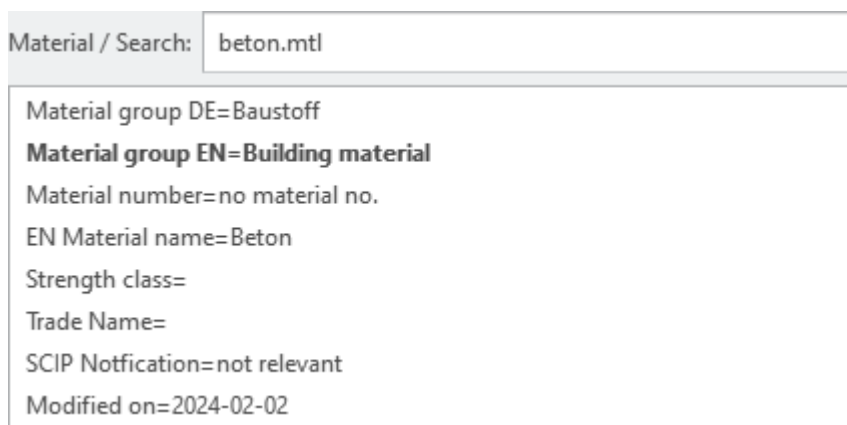 Material / Search: beton.mtl
Material group DE=Baustoff
Material group EN=Building material
Material number=no material no.
EN Material name=Beton
Strength class=
Trade Name=
SCIP Notfication=not relevant
Modified on=2024-02-02